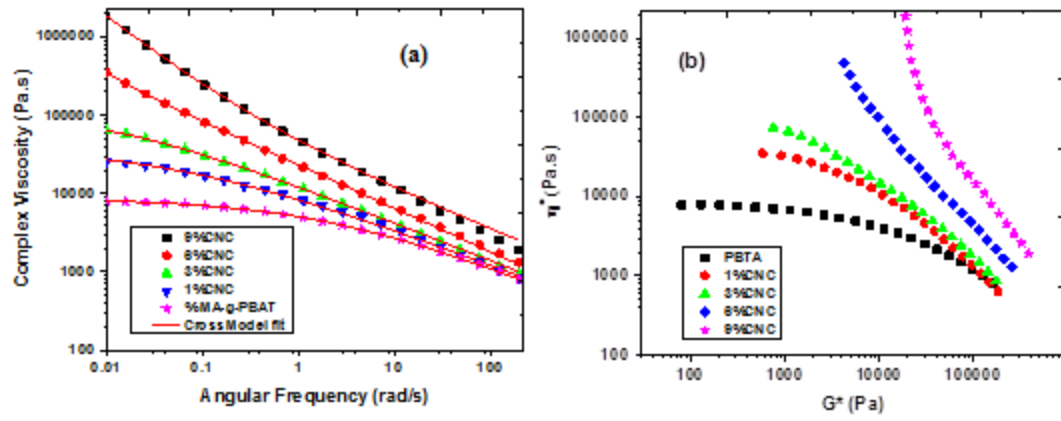 Complex Viscosity (Pa.s)
1000000
100000
10000
1000
100
(a)
9%CNC
6%CNC
3%CNC
1%CNC
%MA-g-PBAT
Cross Model fit
0.01 0.1 1 10 100
Angular Frequency (rad/s)
η* (Pa.s)
1000000
100000
10000
1000
100
(b)
PBTA
1%CNC
3%CNC
6%CNC
9%CNC
100 1000 10000 100000
G* (Pa)